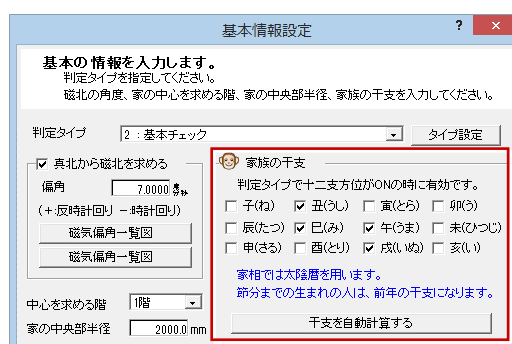 基本情報設定 ? ×
基本の情報を入力します。
判定タイプを指定してください。
磁北の角度、家の中心を求める階、家の中央部半径、家族の干支を入力してください。
判定タイプ 2 : 基本チェック タイプ設定
真北から磁北を求める
偏角 7.0000
(+:反時計回り -:時計回り)
磁気偏角一覧図
磁気偏角一覧図
中心を求める階 1階
家の中央部半径 2000.0 mm
家族の干支
判定タイプで十二支方位がONの時に有効です。
子(ね) 丑(うし) 寅(とら) 卯(う)
辰(たつ) 巳(み) 午(うま) 未(ひつじ)
申(さる) 酉(とり) 戌(いぬ) 亥(い)
家相では太陰暦を用います。
節分までの生まれの人は、前年の干支になります。
干支を自動計算する